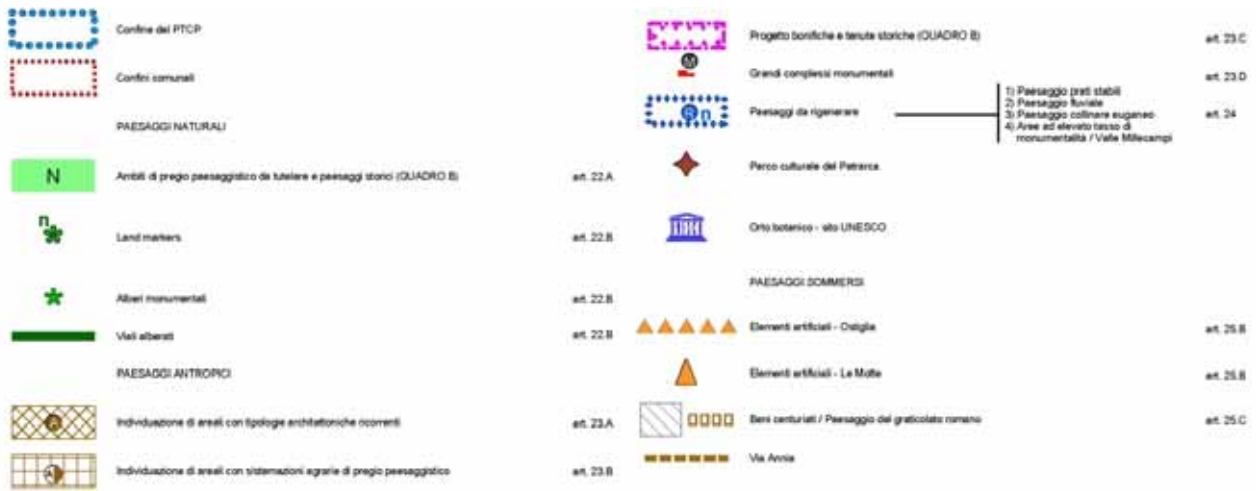 Confine del PTCP
Confini comunali
PAESAGGI NATURALI
N Ambiti di pregio paesaggistico da tutelare e paesaggi storici (QUADRO B) art. 22.A
n Land markers art. 22.B
Alberi monumentali art. 22.B
Viali alberati art. 22.B
PAESAGGI ANTROPICI
A Individuazione di areali con tipologie architettoniche ricorrenti art. 23.A
Individuazione di areali con sistemazioni agrarie di pregio paesaggistico art. 23.B
Progetto bonifiche e tenute storiche (QUADRO B) art. 23.C
M Grandi complessi monumentali art. 23.D
R n Paesaggi da rigenerare art. 24
1) Paesaggio prati stabili
2) Paesaggio fluviale
3) Paesaggio collinare euganeo
4) Aree ad elevato tasso di
monumentalità / Valle Millecampi
Parco culturale del Petrarca
Orto botanico - sito UNESCO
PAESAGGI SOMMERSI
Elementi artificiali - Ostiglia art. 25.B
Elementi artificiali - Le Motte art. 25.B
Beni centuriati / Paesaggio del graticolato romano art. 25.C
Via Annia